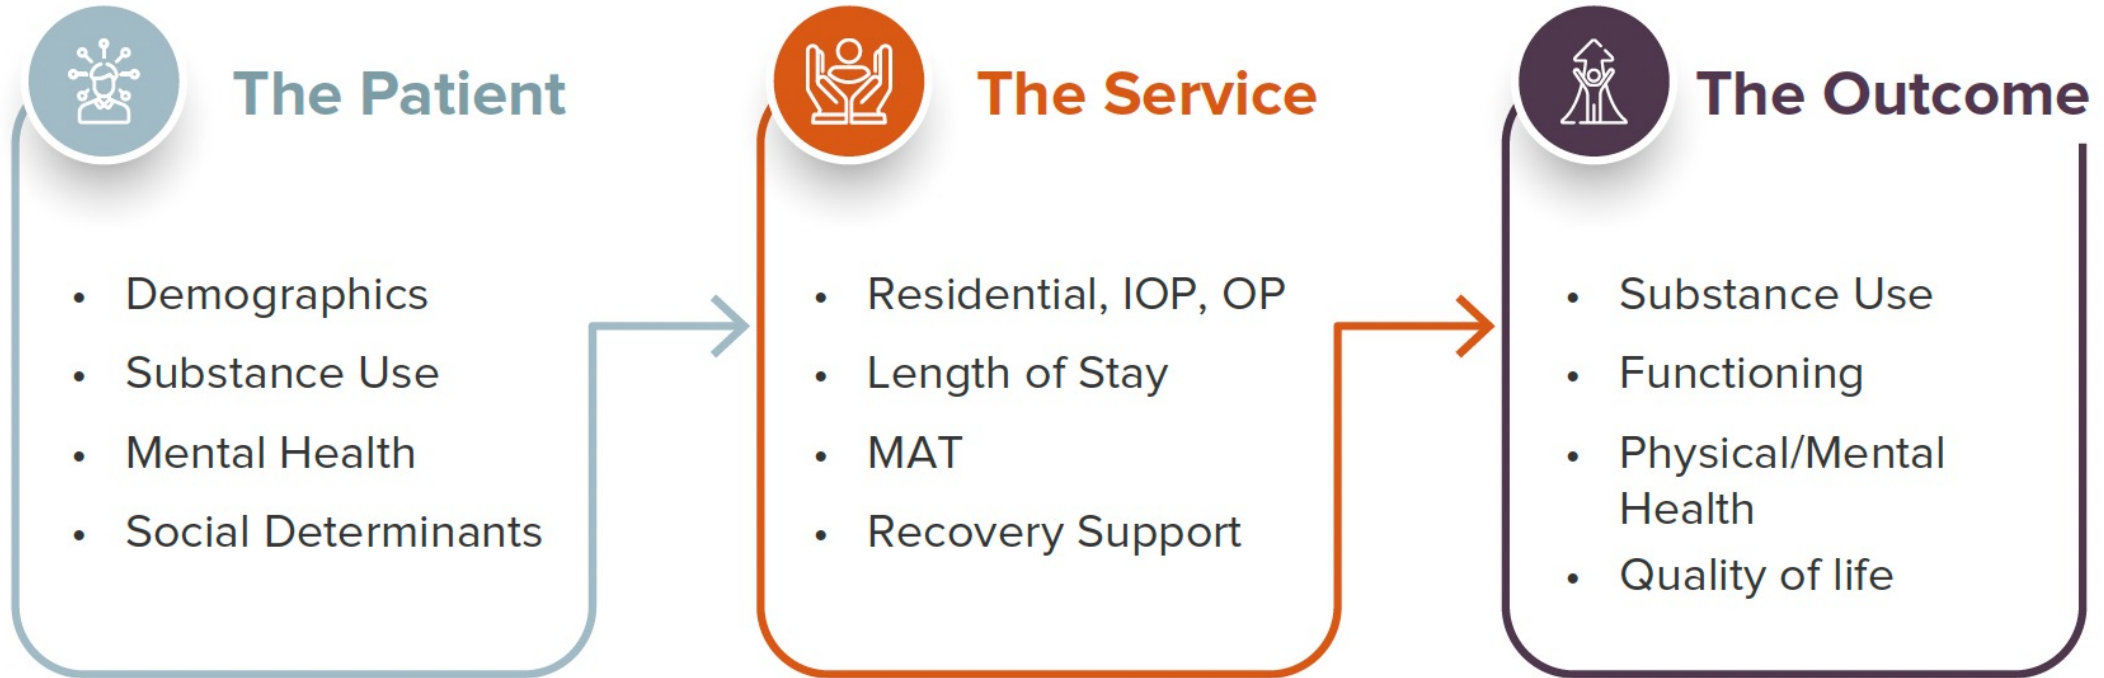 The Patient
• Demographics
• Substance Use
• Mental Health
• Social Determinants
The Service
• Residential, IOP, OP
• Length of Stay
• MAT
• Recovery Support
The Outcome
• Substance Use
• Functioning
• Physical/Mental
Health
• Quality of life